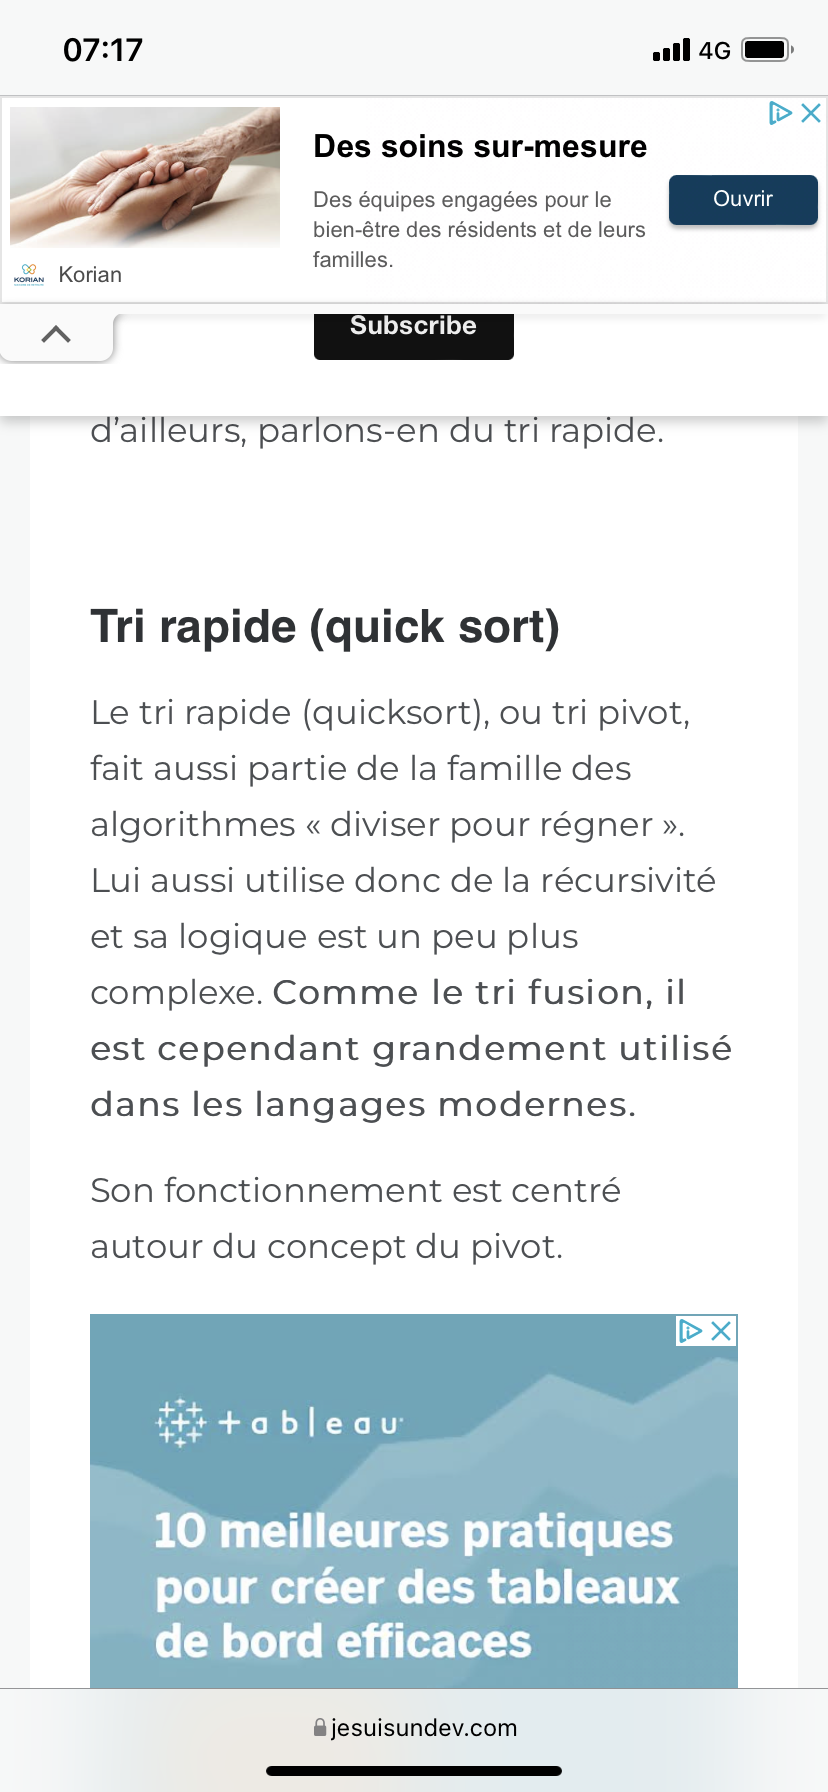 07:17
4G
Des soins sur-mesure
Des équipes engagées pour le
bien-être des résidents et de leurs
familles.
Ouvrir
KORIAN
Korian
Subscribe
d’ailleurs, parlons-en du tri rapide.
Tri rapide (quick sort)
Le tri rapide (quicksort), ou tri pivot,
fait aussi partie de la famille des
algorithmes « diviser pour régner ».
Lui aussi utilise donc de la récursivité
et sa logique est un peu plus
complexe. Comme le tri fusion, il
est cependant grandement utilisé
dans les langages modernes.
Son fonctionnement est centré
autour du concept du pivot.
+ableau
10 meilleures pratiques
pour créer des tableaux
de bord efficaces
jesuisundev.com